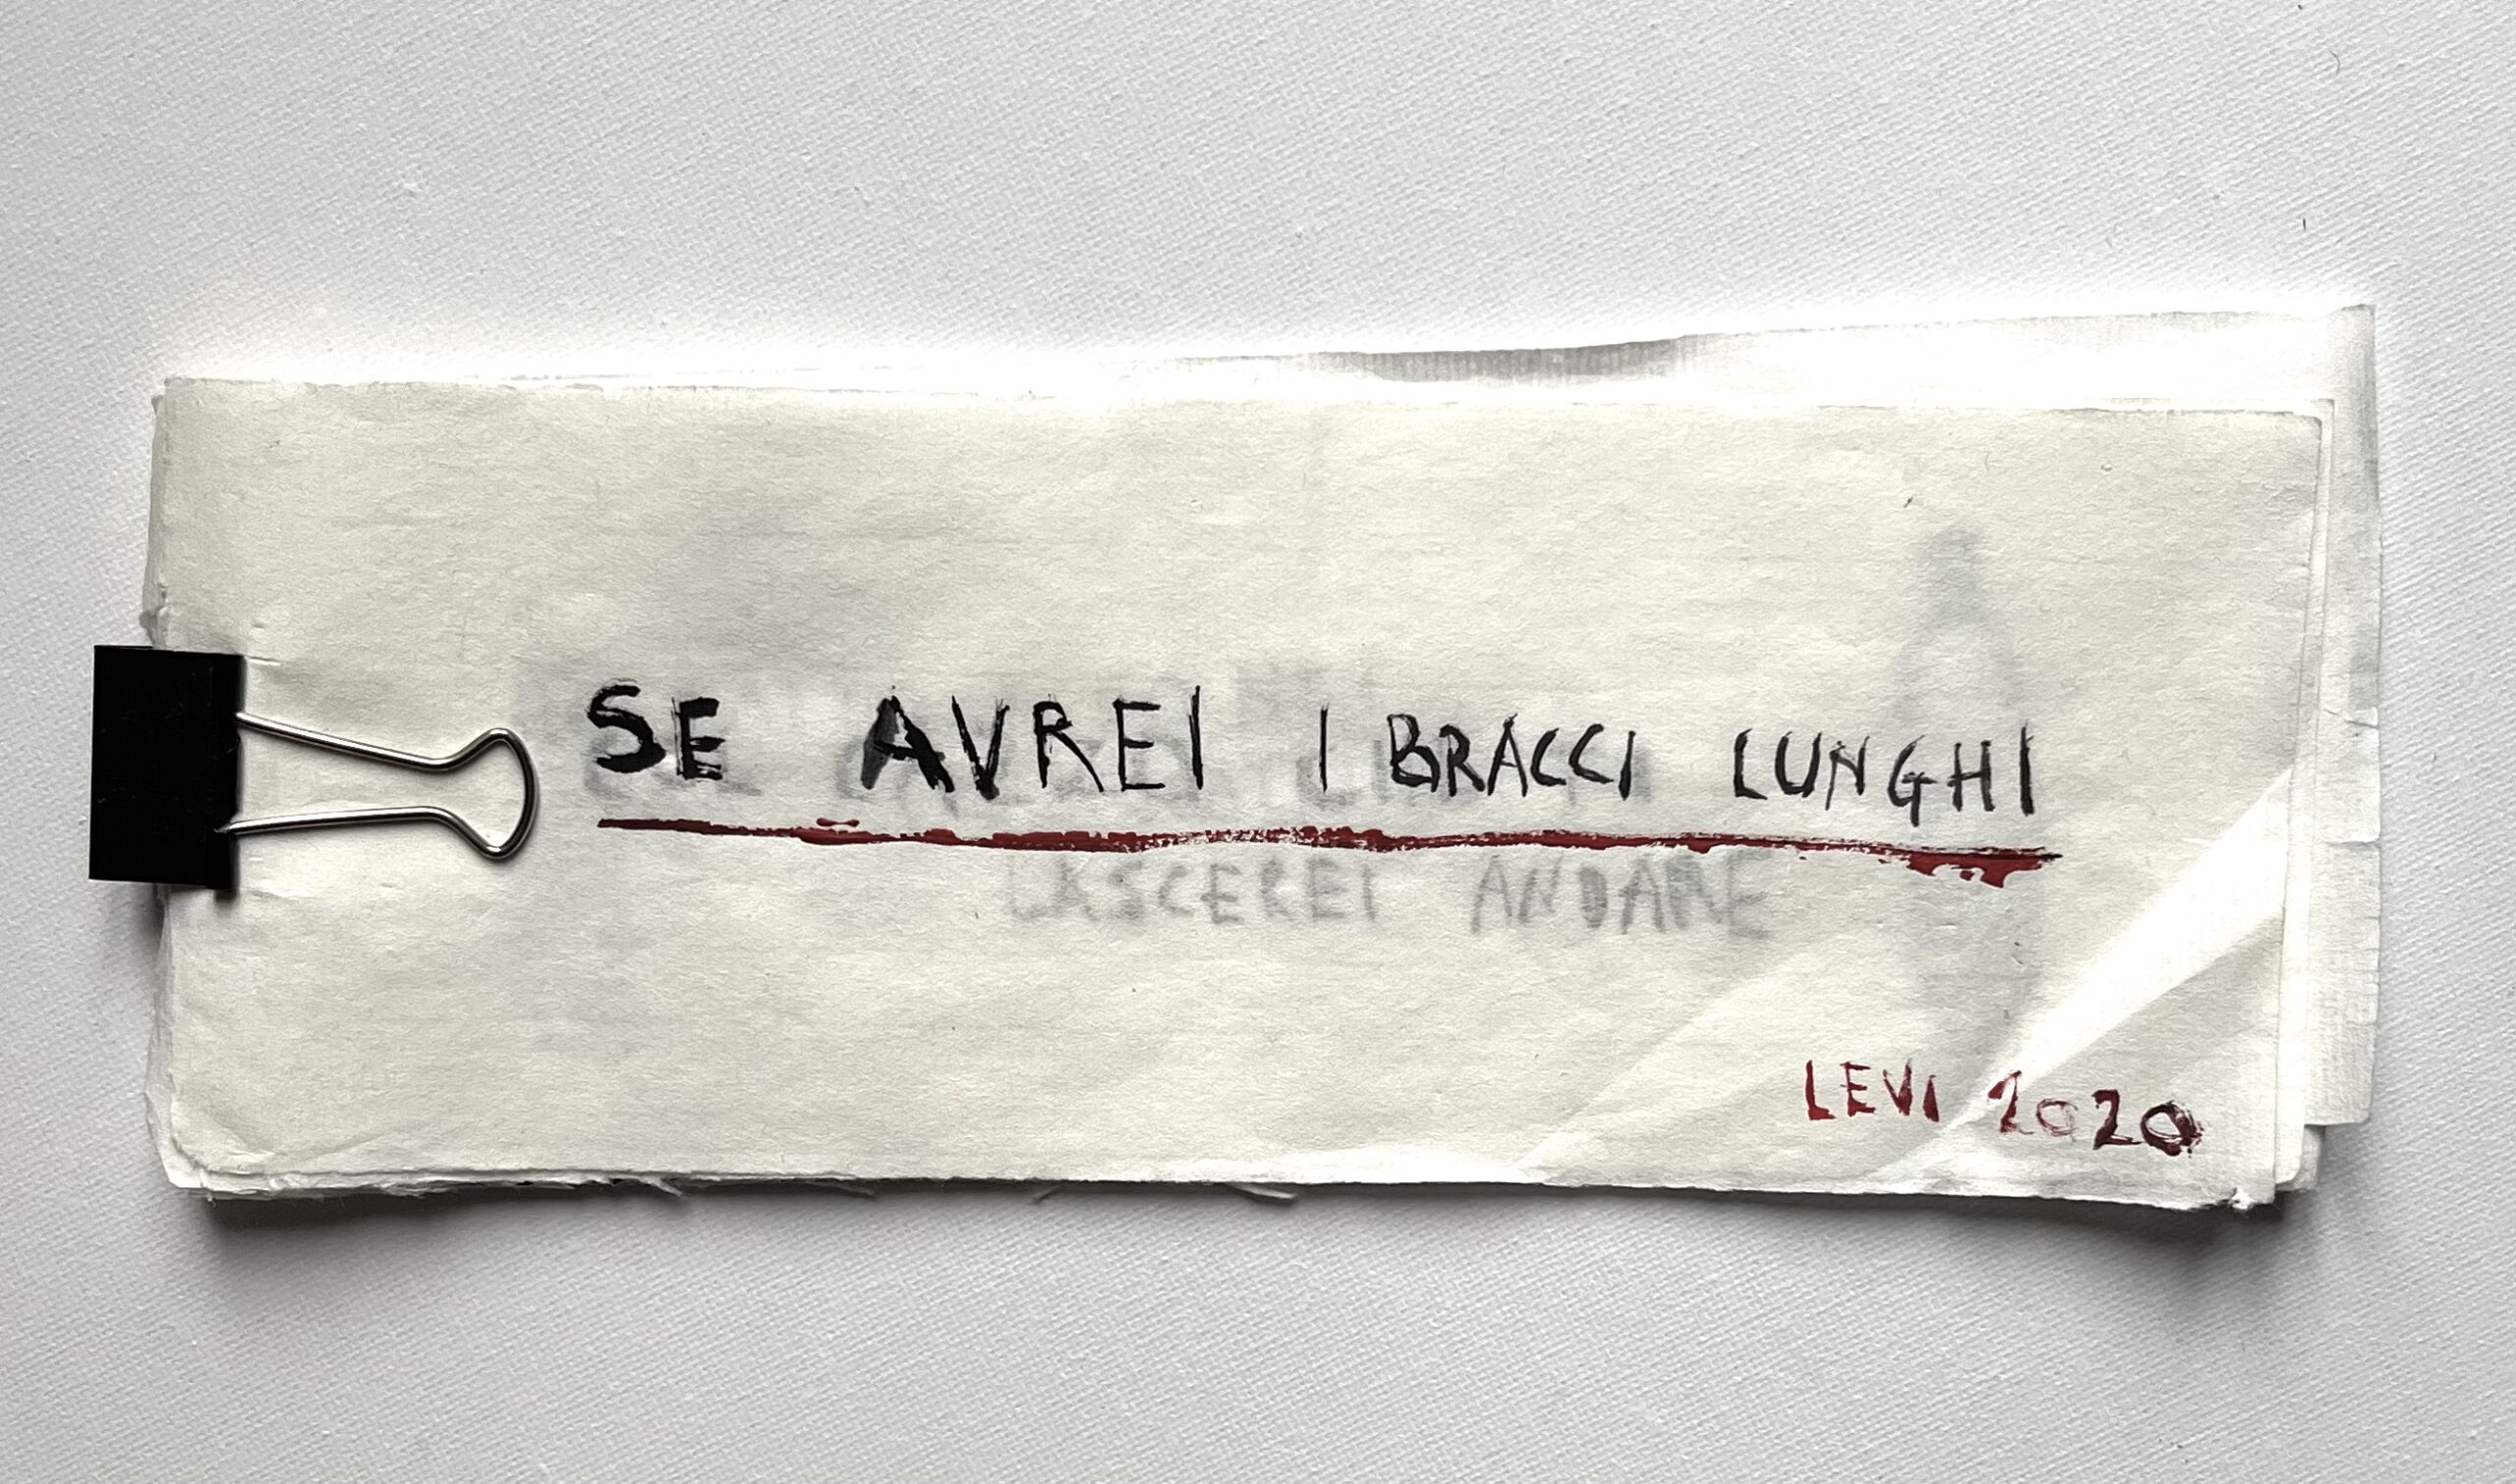 SE AVREI I BRACCI LUNGHI
LASCEREI ANDARE
LEVI 2020